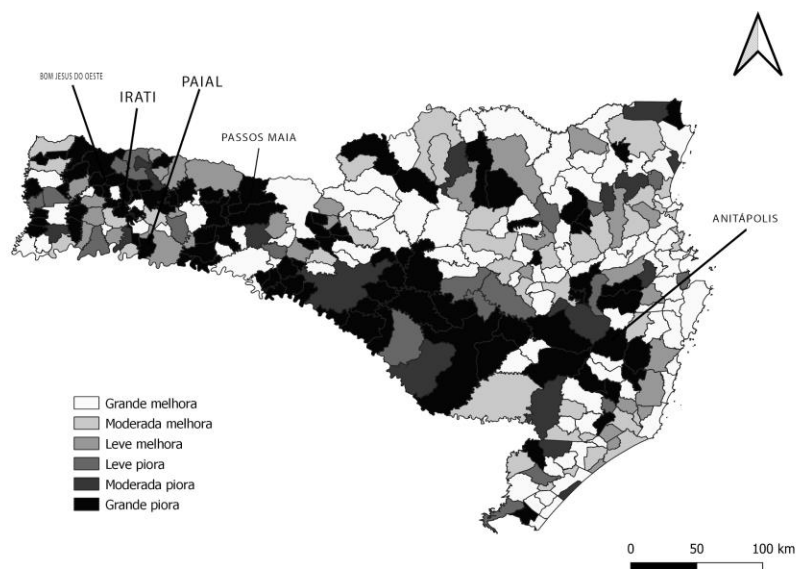 BOM JESUS DO OESTE
IRATI
PAIAL
PASSOS MAIA
ANITÁPOLIS
Grande melhora
Moderada melhora
Leve melhora
Leve piora
Moderada piora
Grande piora
0 50 100 km